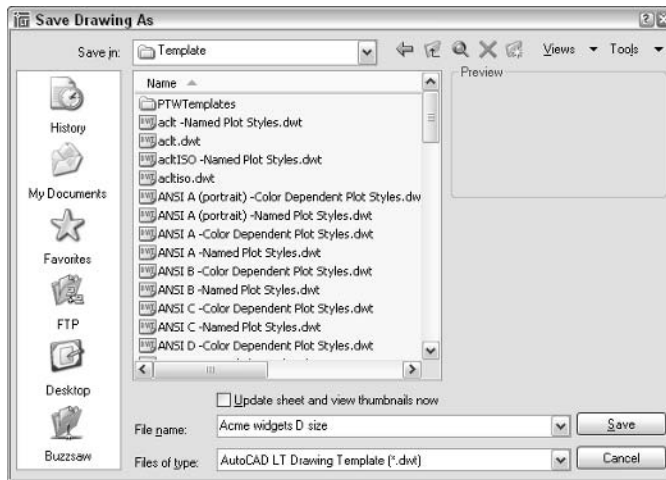 Save Drawing As
Save in: Template Views Tools
Preview
Name
PTWTemplates
aclt -Named Plot Styles.dwt
aclt.dwt
acltISO -Named Plot Styles.dwt
acltiso.dwt
ANSI A (portrait) -Color Dependent Plot Styles.dw
ANSI A (portrait) -Named Plot Styles.dwt
ANSI A -Color Dependent Plot Styles.dwt
ANSI A -Named Plot Styles.dwt
ANSI B -Color Dependent Plot Styles.dwt
ANSI B -Named Plot Styles.dwt
ANSI C -Color Dependent Plot Styles.dwt
ANSI C -Named Plot Styles.dwt
ANSI D -Color Dependent Plot Styles.dwt
History
My Documents
Favorites
FTP
Desktop
Buzzsaw
Update sheet and view thumbnails now
File name: Acme widgets D size Save
Files of type: AutoCAD LT Drawing Template (*.dwt) Cancel